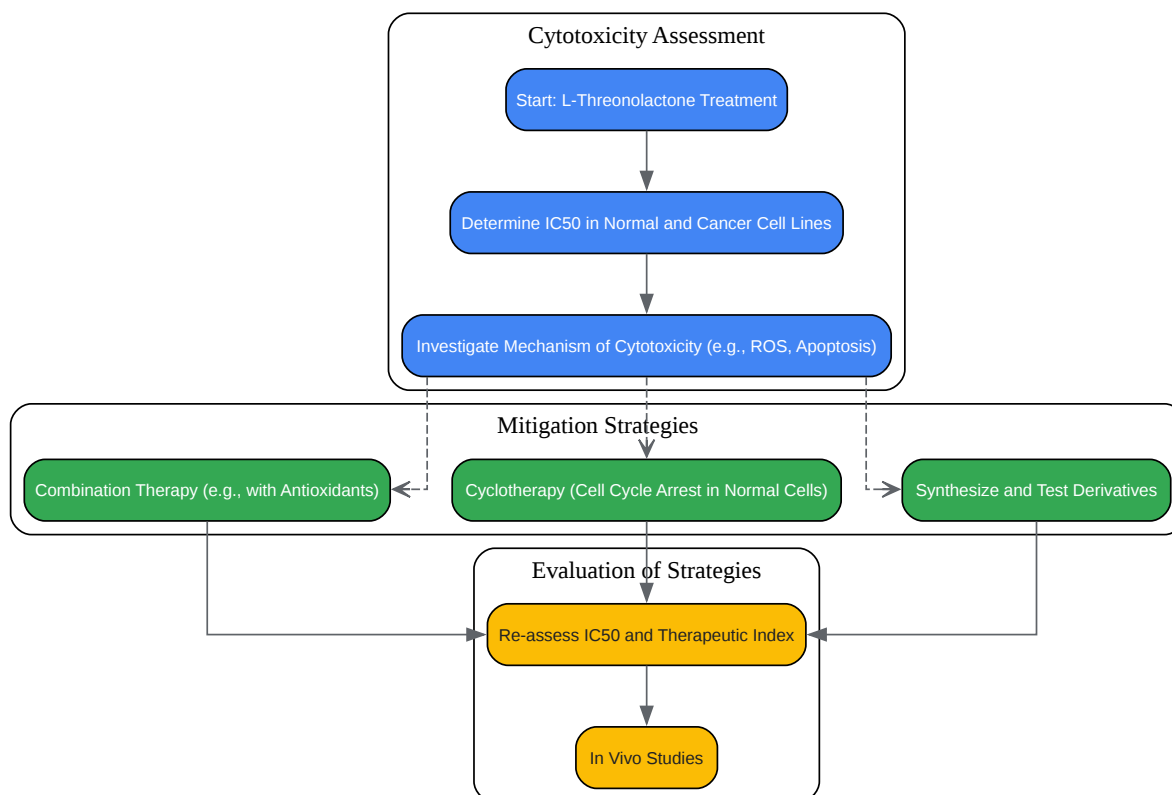 Cytotoxicity Assessment
Start: L-Threonolactone Treatment
Determine IC50 in Normal and Cancer Cell Lines
Investigate Mechanism of Cytotoxicity (e.g., ROS, Apoptosis)
Mitigation Strategies
Combination Therapy (e.g., with Antioxidants)
Cyclotherapy (Cell Cycle Arrest in Normal Cells)
Synthesize and Test Derivatives
Evaluation of Strategies
Re-assess IC50 and Therapeutic Index
In Vivo Studies